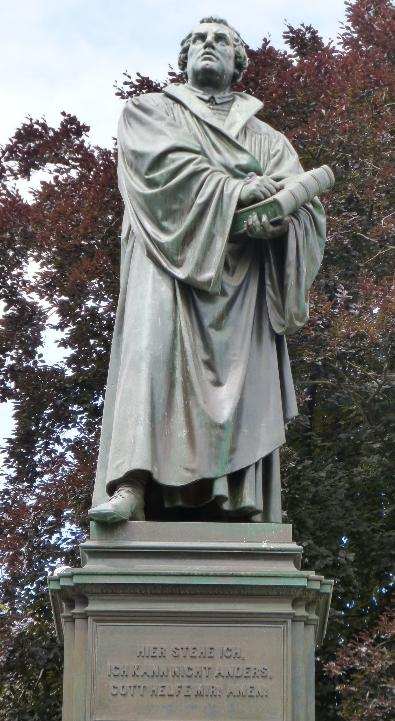 HIER STEHE ICH,
ICH KANN NICHT ANDERS,
GOTT HELFE MIR! AMEN!